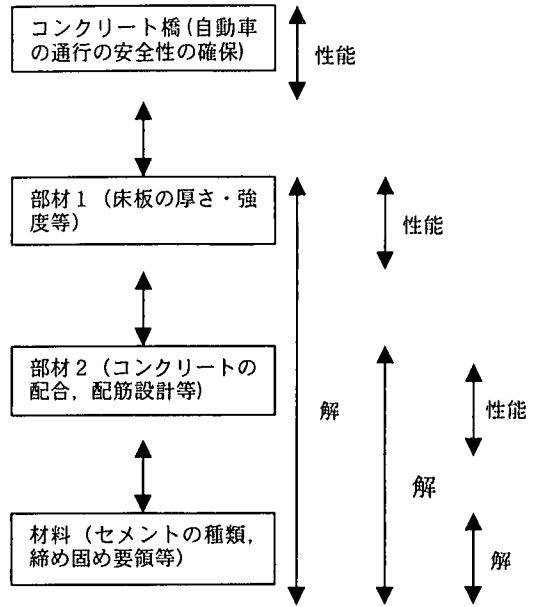 コンクリート橋(自動車
の通行の安全性の確保)
性能
部材1（床板の厚さ・強
度等）
性能
部材2（コンクリートの
配合，配筋設計等）
解
性能
解
材料（セメントの種類，
締め固め要領等）
解